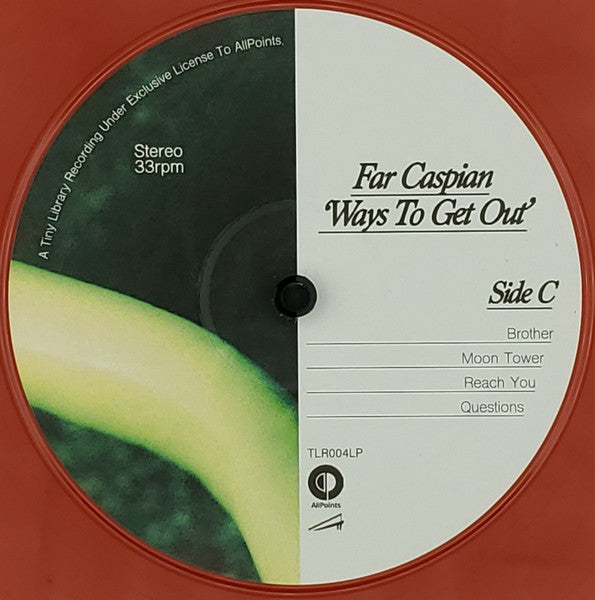 A Tiny Library Recording Under Exclusive License To AllPoints.
Stereo
33rpm
Far Caspian
'Ways To Get Out'
Side C
Brother
Moon Tower
Reach You
Questions
TLR004LP
AllPoints